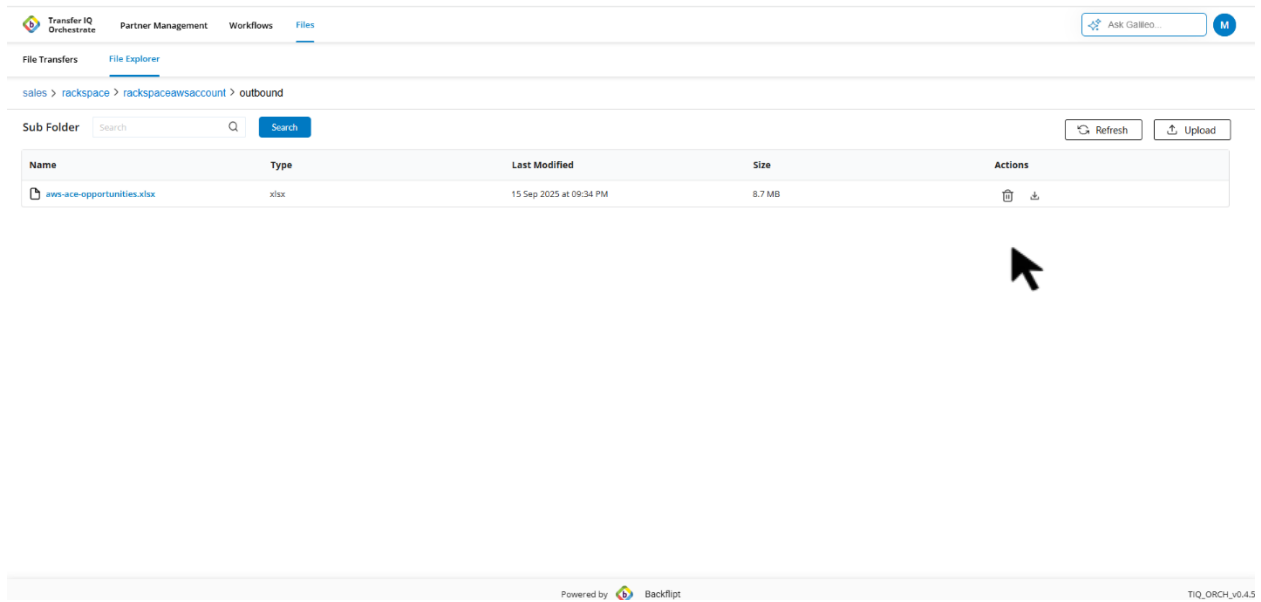 Transfer IQ
Orchestrate
Partner Management Workflows Files
Ask Galileo...
M
File Transfers File Explorer
sales > rackspace > rackspaceawsaccount > outbound
Sub Folder Search Search
Refresh Upload
Name Type Last Modified Size Actions
aws-ace-opportunities.xlsx xlsx 15 Sep 2025 at 09:34 PM 8.7 MB
Powered by b Backflipt
TIQ_ORCH_v0.4.5